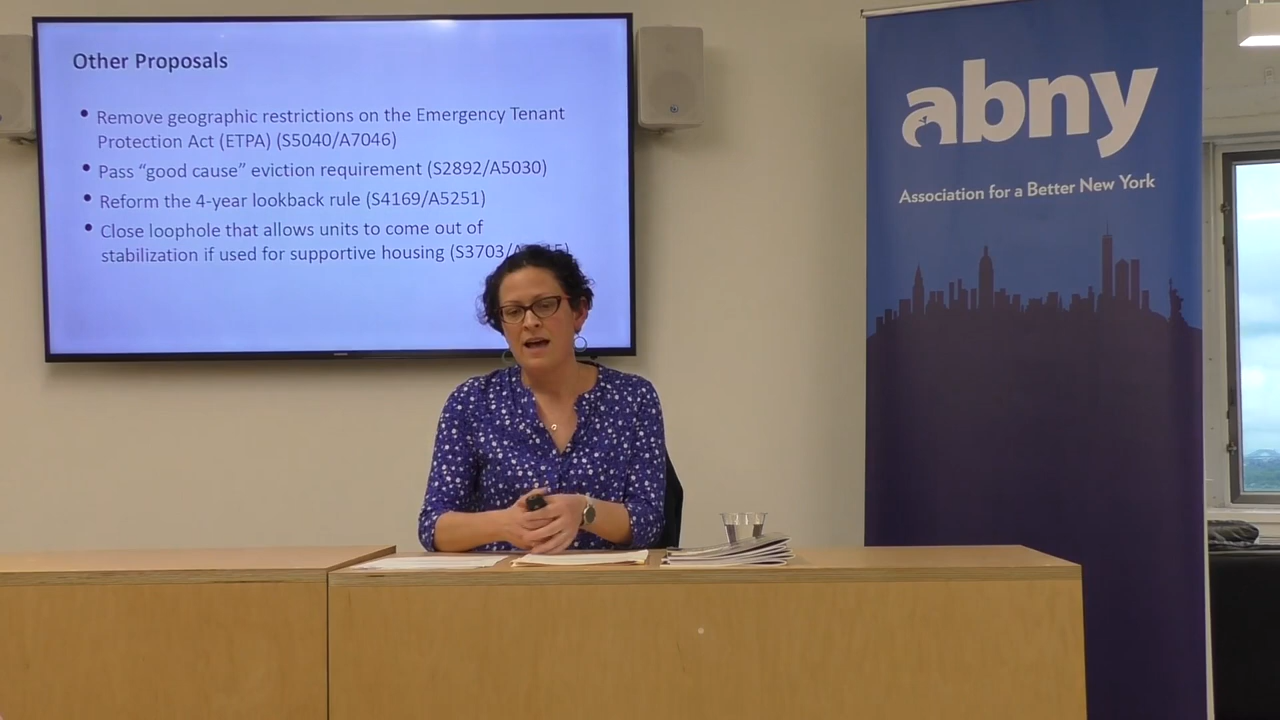 Other Proposals
• Remove geographic restrictions on the Emergency Tenant
Protection Act (ETPA) (S5040/A7046)
• Pass “good cause” eviction requirement (S2892/A5030)
• Reform the 4-year lookback rule (S4169/A5251)
• Close loophole that allows units to come out of
stabilization if used for supportive housing (S3703/
abny
Association for a Better New York